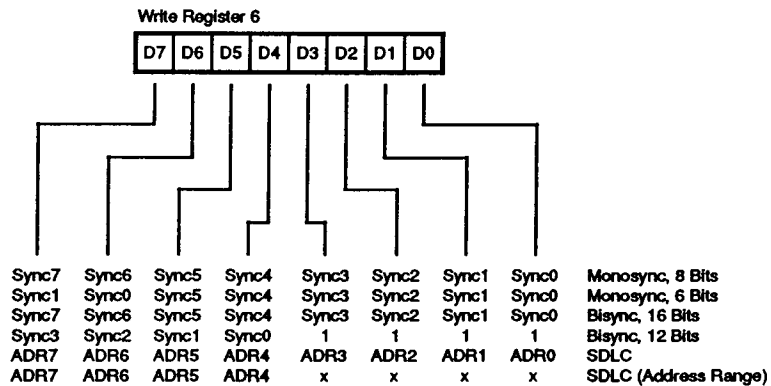 Write Register 6
D7 D6 D5 D4 D3 D2 D1 D0
Sync7 Sync6 Sync5 Sync4 Sync3 Sync2 Sync1 Sync0 Monosync, 8 Bits
Sync1 Sync0 Sync5 Sync4 Sync3 Sync2 Sync1 Sync0 Monosync, 6 Bits
Sync7 Sync6 Sync5 Sync4 Sync3 Sync2 Sync1 Sync0 Bisync, 16 Bits
Sync3 Sync2 Sync1 Sync0 1 1 1 1 Bisync, 12 Bits
ADR7 ADR6 ADR5 ADR4 ADR3 ADR2 ADR1 ADR0 SDLC
ADR7 ADR6 ADR5 ADR4 x x x x SDLC (Address Range)